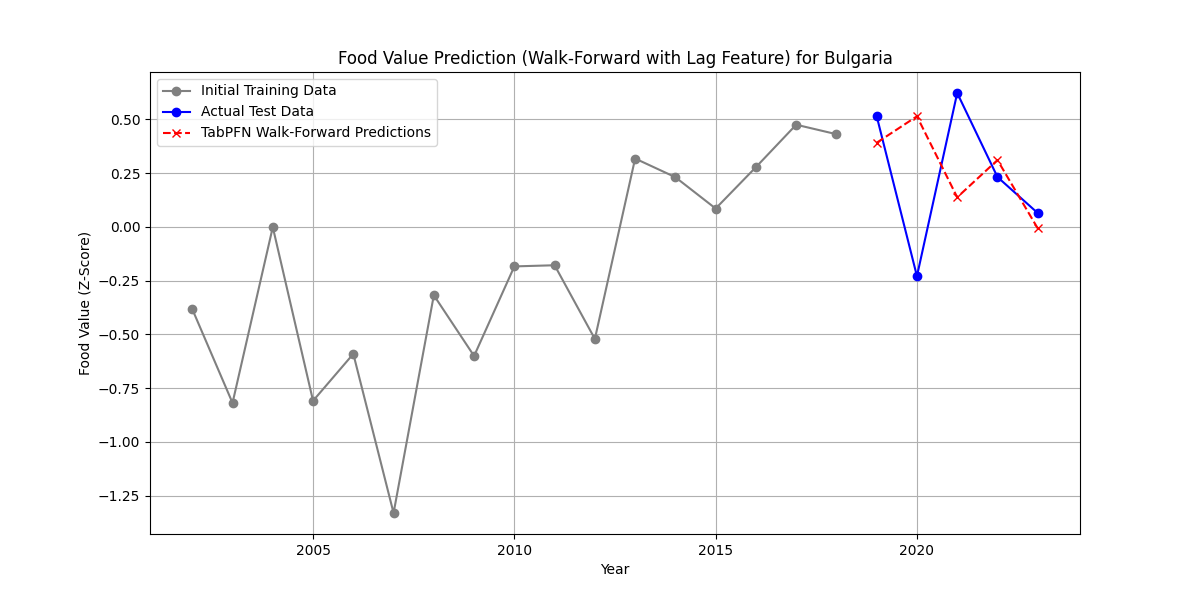 Food Value Prediction (Walk-Forward with Lag Feature) for Bulgaria
Initial Training Data
Actual Test Data
TabPFN Walk-Forward Predictions
Food Value (Z-Score)
0.50
0.25
0.00
−0.25
−0.50
−0.75
−1.00
−1.25
2005 2010 2015 2020
Year